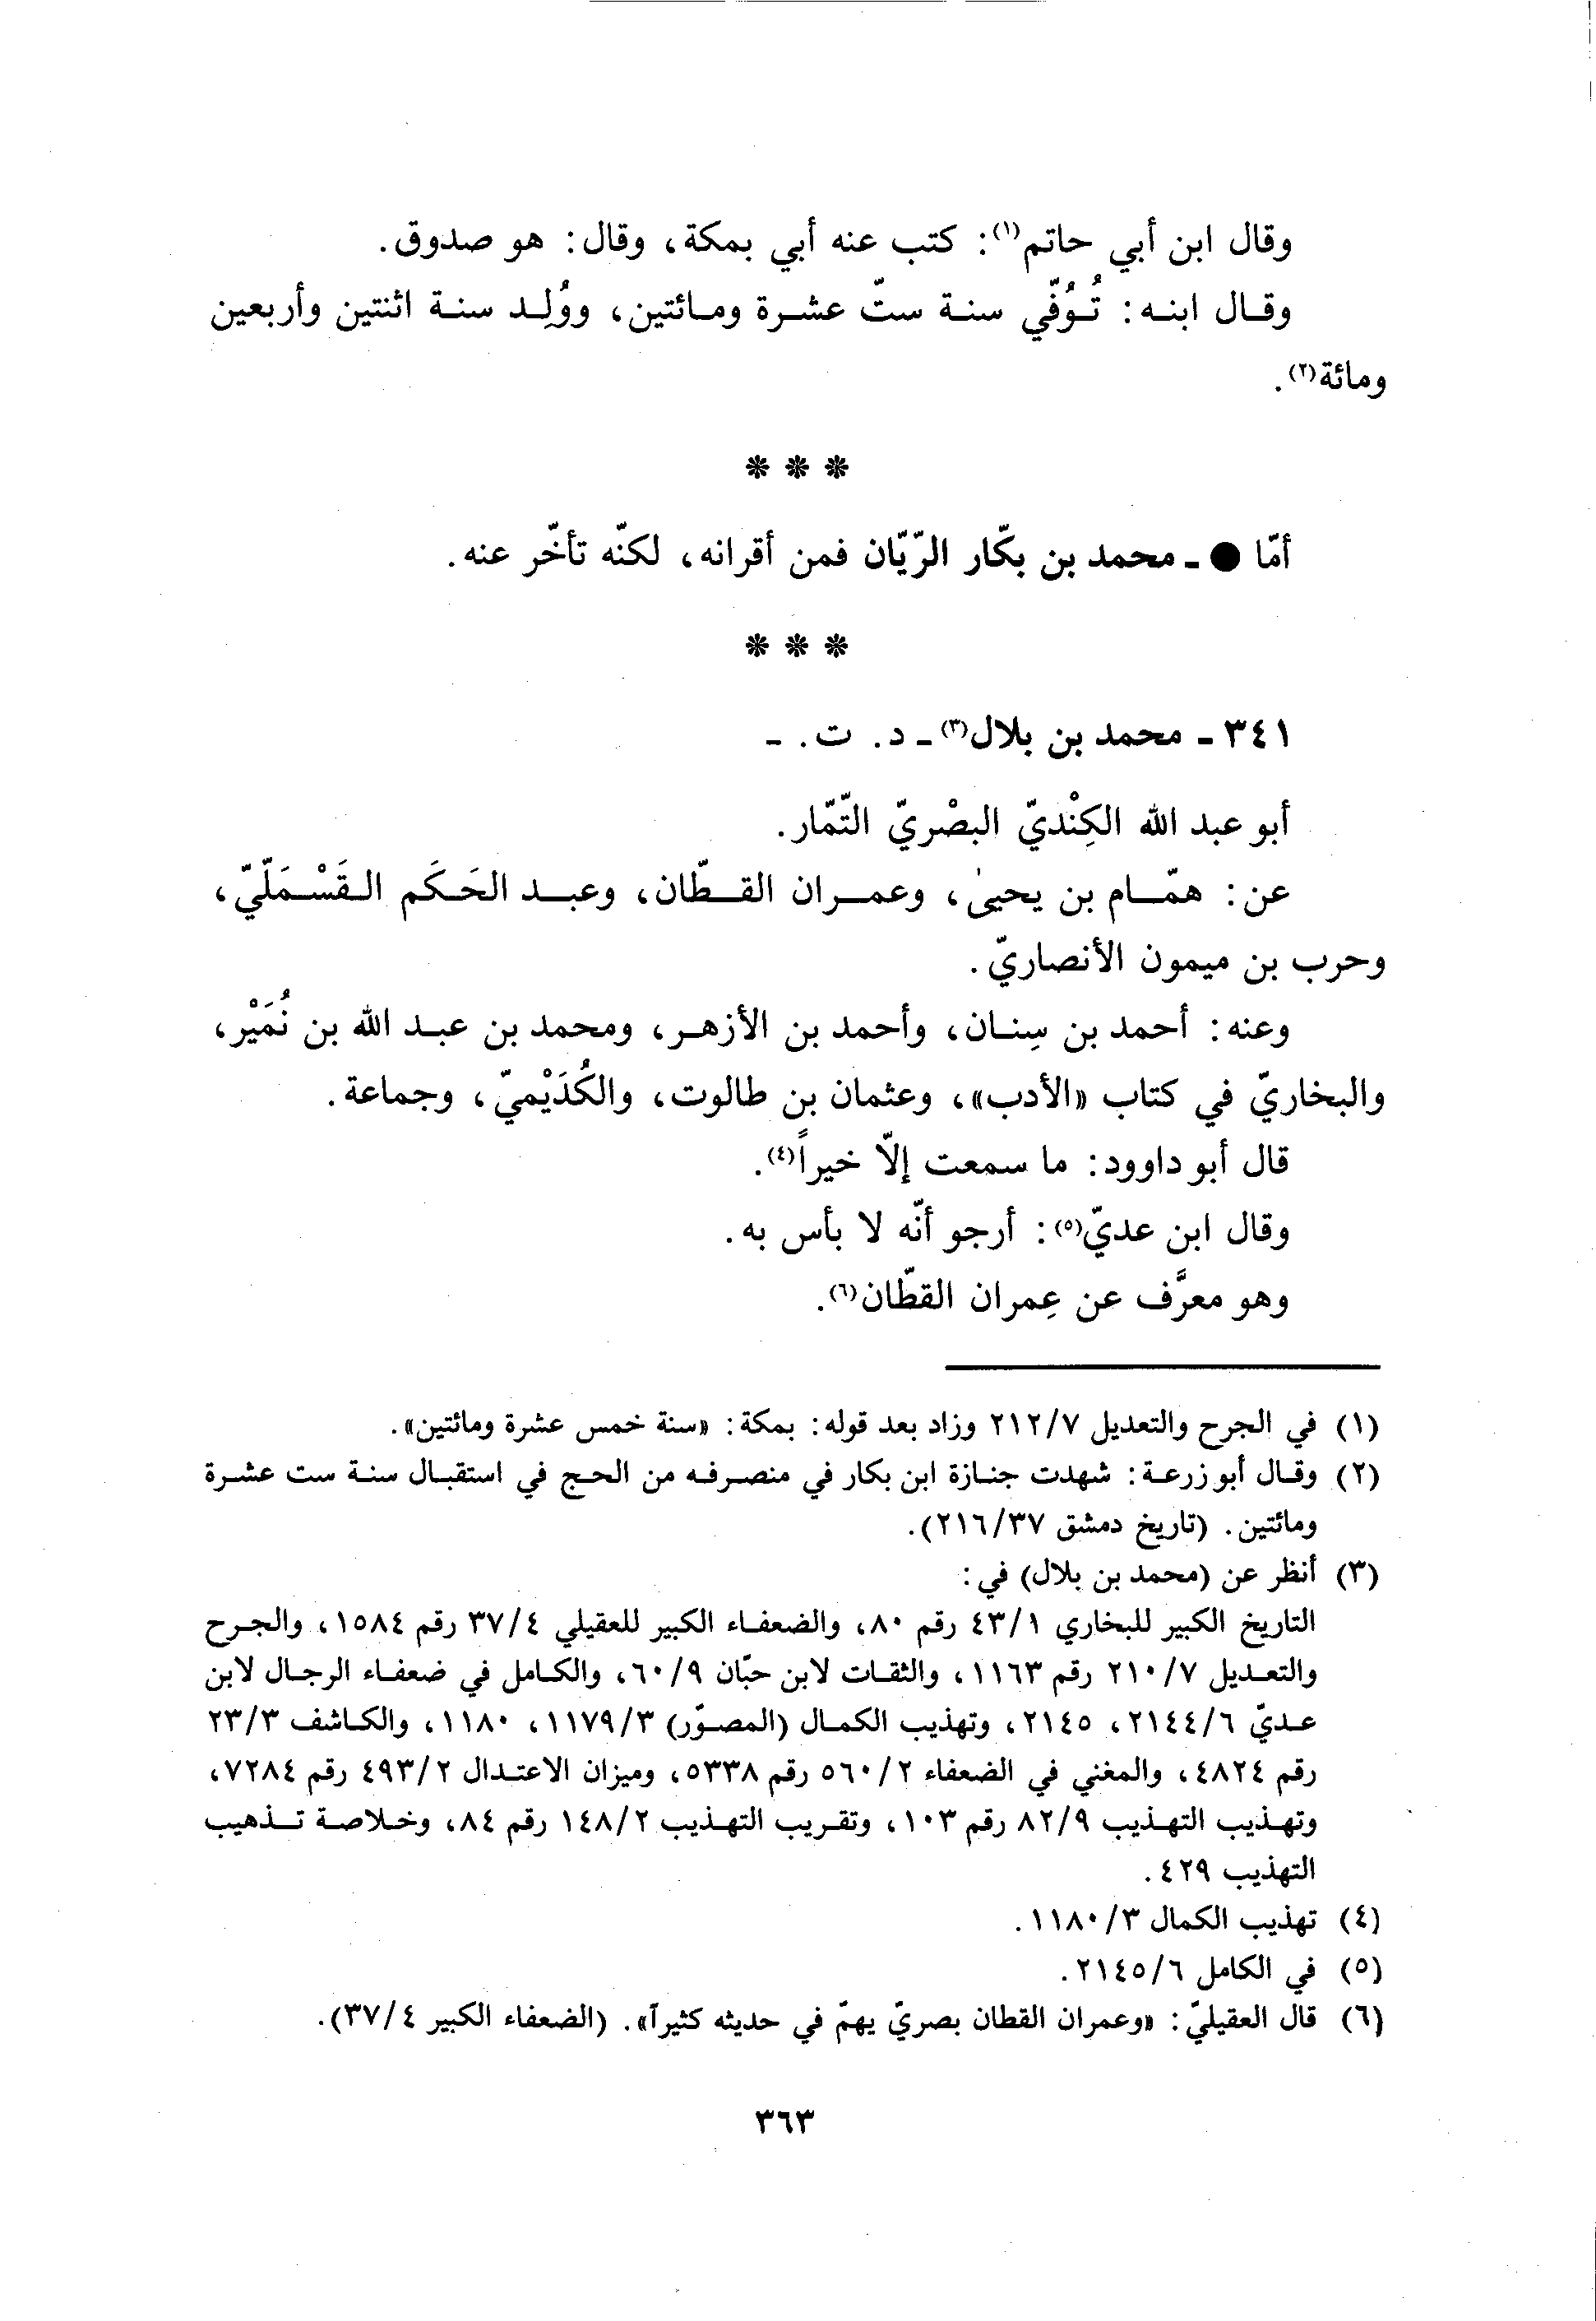 وقال ابن أبي حاتم(١): كتب عنه أبي بمكة، وقال: هو صدوق.
وقال ابنه: تُوُفّي سنة ستّ عشرة ومائتين، ووُلِد سنة اثنتين وأربعين
ومائة(٢).
* * *
أمّا ● ـ محمد بن بكّار الرّيّان فمن أقرانه، لكنّه تأخّر عنه.
* * *
٣٤١ ـ محمد بن بلال(٣) ـ د. ت. ـ
أبو عبد الله الكِنْديّ البصْريّ التّمّار.
عن: همّام بن يحيىٰ، وعمران القطّان، وعبد الحَكَم القَسْمَلّيّ،
وحرب بن ميمون الأنصاريّ.
وعنه: أحمد بن سِنان، وأحمد بن الأزهر، ومحمد بن عبد الله بن نُمَيْر،
والبخاريّ في كتاب «الأدب»، وعثمان بن طالوت، والكُدَيْميّ، وجماعة.
قال أبو داوود: ما سمعت إلّا خيراً(٤).
وقال ابن عديّ(٥): أرجو أنّه لا بأس به.
وهو معرَّف عن عِمران القطّان(٦).
(١) في الجرح والتعديل ٢١٢/٧ وزاد بعد قوله: بمكة: «سنة خمس عشرة ومائتين».
(٢) وقال أبو زرعة: شهدت جنازة ابن بكار في منصرفه من الحج في استقبال سنة ست عشرة
ومائتين. (تاريخ دمشق ٢١٦/٣٧).
(٣) أنظر عن (محمد بن بلال) في:
التاريخ الكبير للبخاري ٤٣/١ رقم ٨٠، والضعفاء الكبير للعقيلي ٣٧/٤ رقم ١٥٨٤، والجرح
والتعديل ٢١٠/٧ رقم ١١٦٣، والثقات لابن حبّان ٦٠/٩، والكامل في ضعفاء الرجال لابن
عديّ ٢١٤٤/٦، ٢١٤٥، وتهذيب الكمال (المصوّر) ١١٧٩/٣، ١١٨٠، والكاشف ٢٣/٣
رقم ٤٨٢٤، والمغني في الضعفاء ٥٦٠/٢ رقم ٥٣٣٨، وميزان الاعتدال ٤٩٣/٢ رقم ٧٢٨٤،
وتهذيب التهذيب ٨٢/٩ رقم ١٠٣، وتقريب التهذيب ١٤٨/٢ رقم ٨٤، وخلاصة تذهيب
التهذيب ٤٢٩.
(٤) تهذيب الكمال ١١٨٠/٣.
(٥) في الكامل ٢١٤٥/٦.
(٦) قال العقيليّ: «وعمران القطان بصريّ يهمّ في حديثه كثيراً». (الضعفاء الكبير ٣٧/٤).
٣٦٣